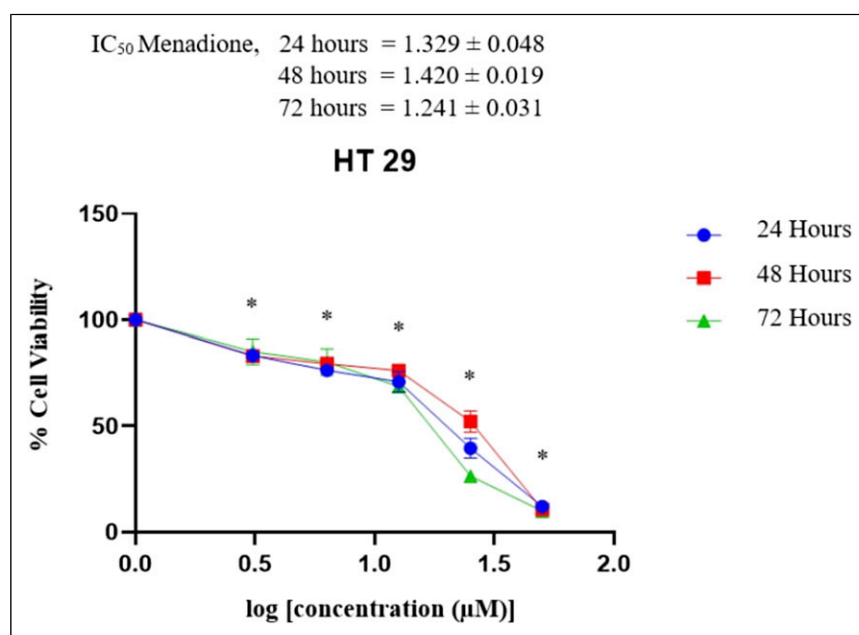 IC₅₀ Menadione, 24 hours = 1.329 ± 0.048
48 hours = 1.420 ± 0.019
72 hours = 1.241 ± 0.031
HT 29
150
100
50
0
% Cell Viability
* * * * *
0.0 0.5 1.0 1.5 2.0
log [concentration (µM)]
24 Hours
48 Hours
72 Hours